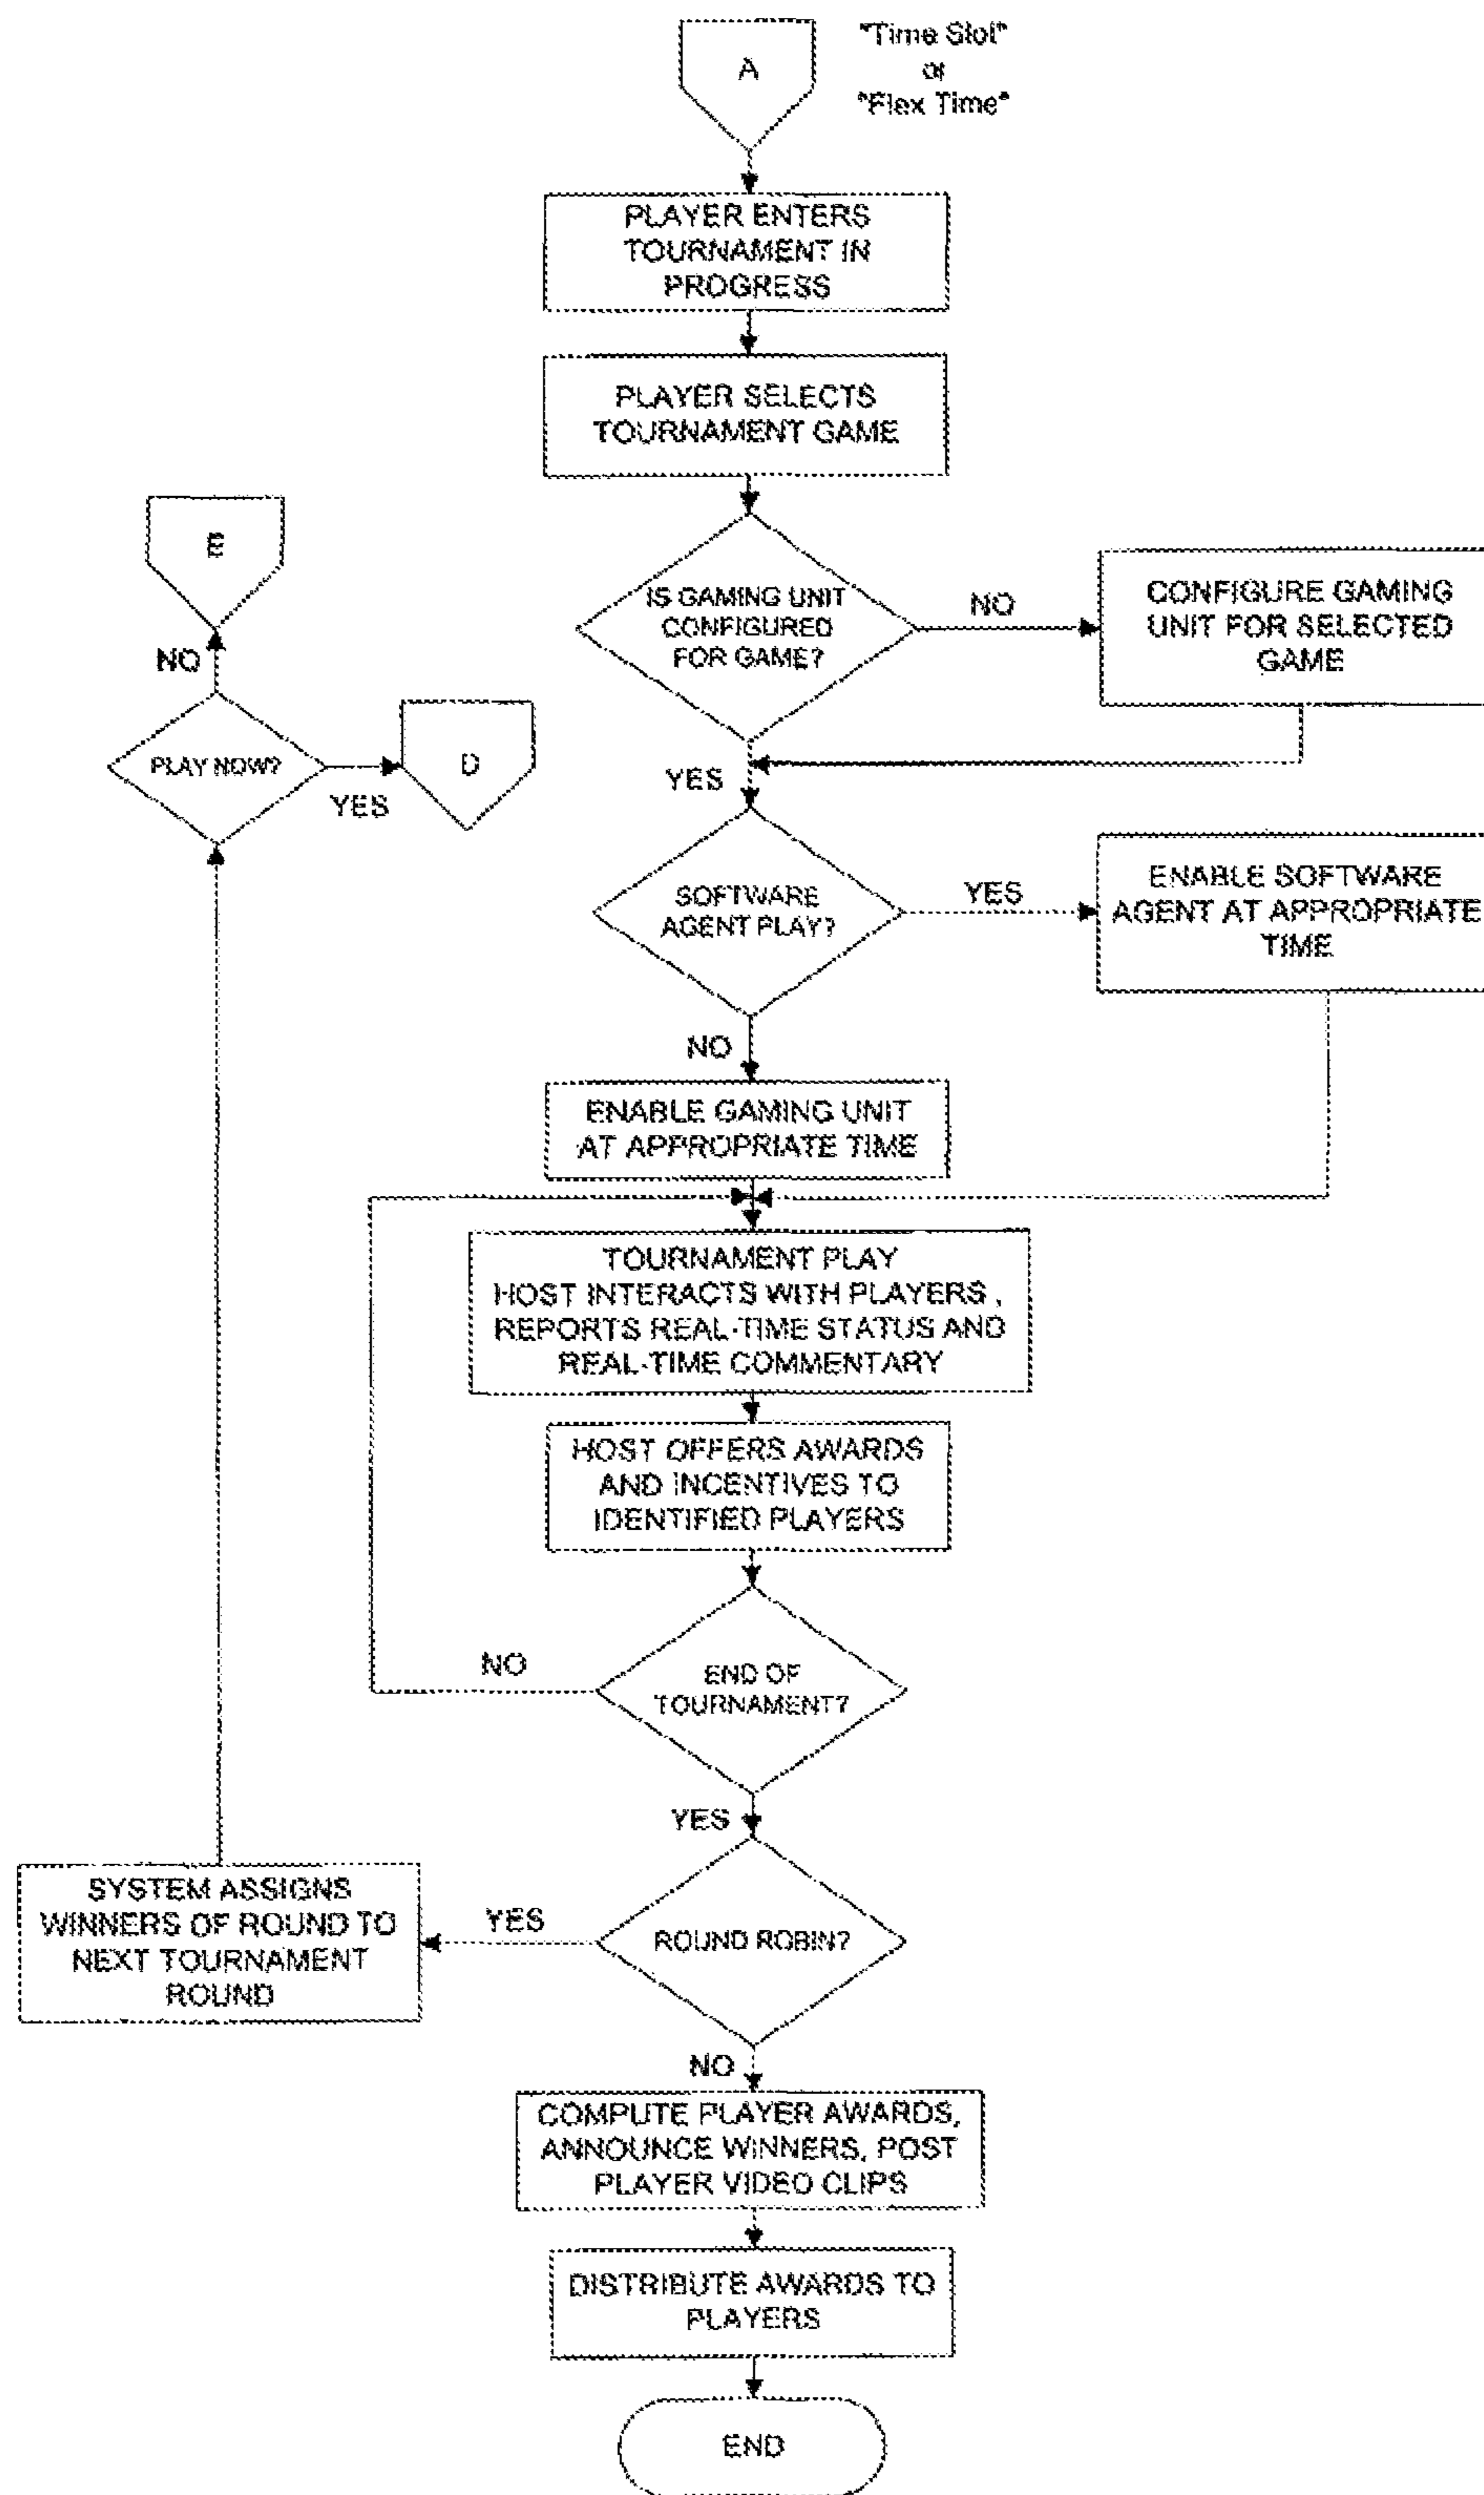 A
"Time Slot"
or
"Flex Time"
PLAYER ENTERS
TOURNAMENT IN
PROGRESS
PLAYER SELECTS
TOURNAMENT GAME
E
IS GAMING UNIT
CONFIGURED
FOR GAME?
NO
CONFIGURE GAMING
UNIT FOR SELECTED
GAME
NO
PLAY NOW?
YES
D
YES
SOFTWARE
AGENT PLAY?
YES
ENABLE SOFTWARE
AGENT AT APPROPRIATE
TIME
NO
ENABLE GAMING UNIT
AT APPROPRIATE TIME
TOURNAMENT PLAY
HOST INTERACTS WITH PLAYERS ,
REPORTS REAL-TIME STATUS AND
REAL-TIME COMMENTARY
HOST OFFERS AWARDS
AND INCENTIVES TO
IDENTIFIED PLAYERS
NO
END OF
TOURNAMENT?
YES
SYSTEM ASSIGNS
WINNERS OF ROUND TO
NEXT TOURNAMENT
ROUND
YES
ROUND ROBIN?
NO
COMPUTE PLAYER AWARDS,
ANNOUNCE WINNERS, POST
PLAYER VIDEO CLIPS
DISTRIBUTE AWARDS TO
PLAYERS
END